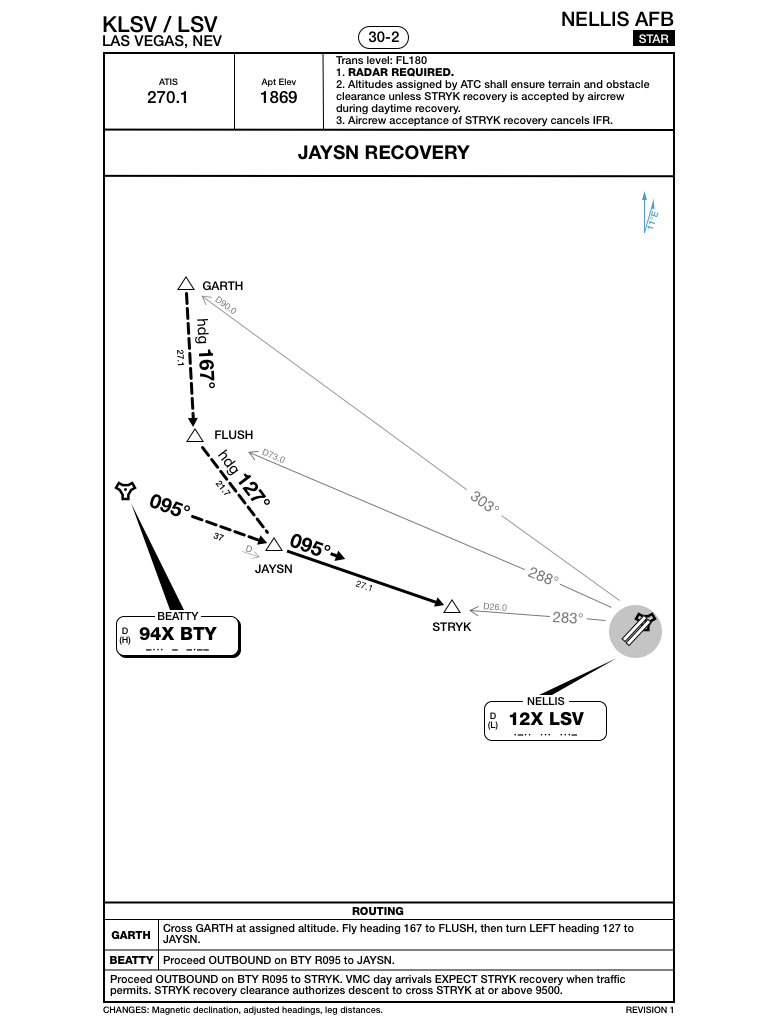 KLSV / LSV
LAS VEGAS, NEV
30-2
NELLIS AFB
STAR
ATIS
270.1
Apt Elev
1869
Trans level: FL180
1. RADAR REQUIRED.
2. Altitudes assigned by ATC shall ensure terrain and obstacle
clearance unless STRYK recovery is accepted by aircrew
during daytime recovery.
3. Aircrew acceptance of STRYK recovery cancels IFR.
JAYSN RECOVERY
11°E
GARTH
D90.0
hdg 167°
27.1
FLUSH
D73.0
hdg 127°
21.7
303°
095°
37
D
095°
JAYSN
27.1
288°
D26.0
283°
STRYK
BEATTY
D
(H)
94X BTY
NELLIS
D
(L)
12X LSV
ROUTING
GARTH
Cross GARTH at assigned altitude. Fly heading 167 to FLUSH, then turn LEFT heading 127 to
JAYSN.
BEATTY
Proceed OUTBOUND on BTY R095 to JAYSN.
Proceed OUTBOUND on BTY R095 to STRYK. VMC day arrivals EXPECT STRYK recovery when traffic
permits. STRYK recovery clearance authorizes descent to cross STRYK at or above 9500.
CHANGES: Magnetic declination, adjusted headings, leg distances.
REVISION 1